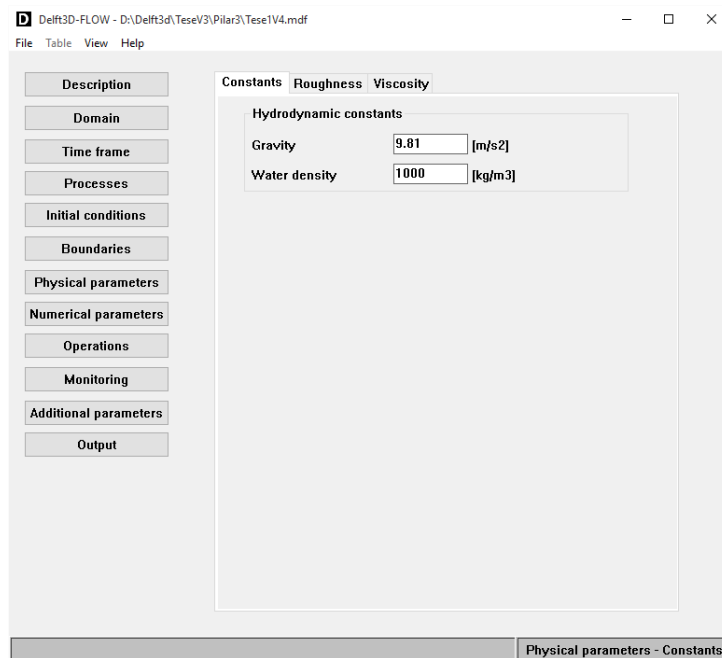 D Delft3D-FLOW - D:\Delft3d\TeseV3\Pilar3\Tese1V4.mdf
File Table View Help
Description
Domain
Time frame
Processes
Initial conditions
Boundaries
Physical parameters
Numerical parameters
Operations
Monitoring
Additional parameters
Output
Constants Roughness Viscosity
Hydrodynamic constants
Gravity 9.81 [m/s2]
Water density 1000 [kg/m3]
Physical parameters - Constants